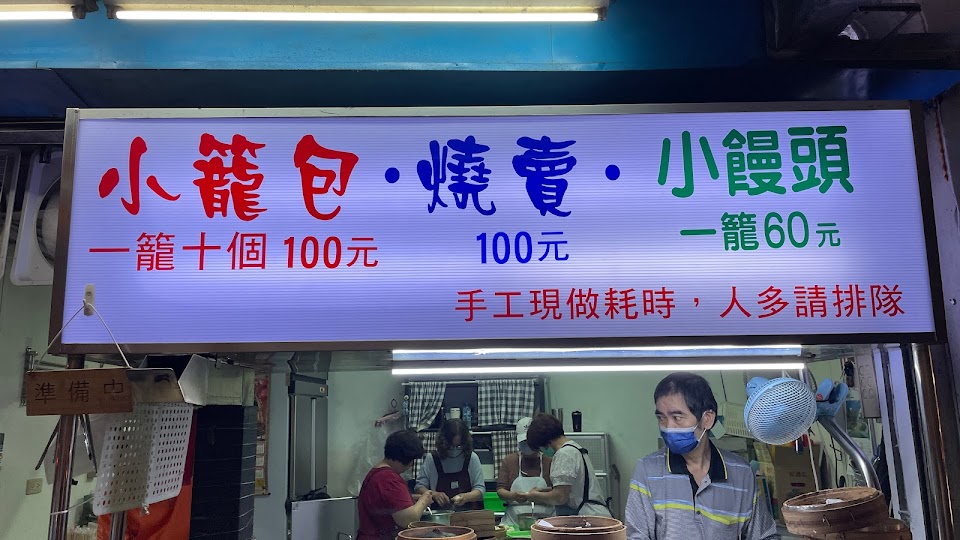 小籠包・燒賣・小饅頭
一籠十個 100元 100元 一籠60元
手工現做耗時，人多請排隊
準備中